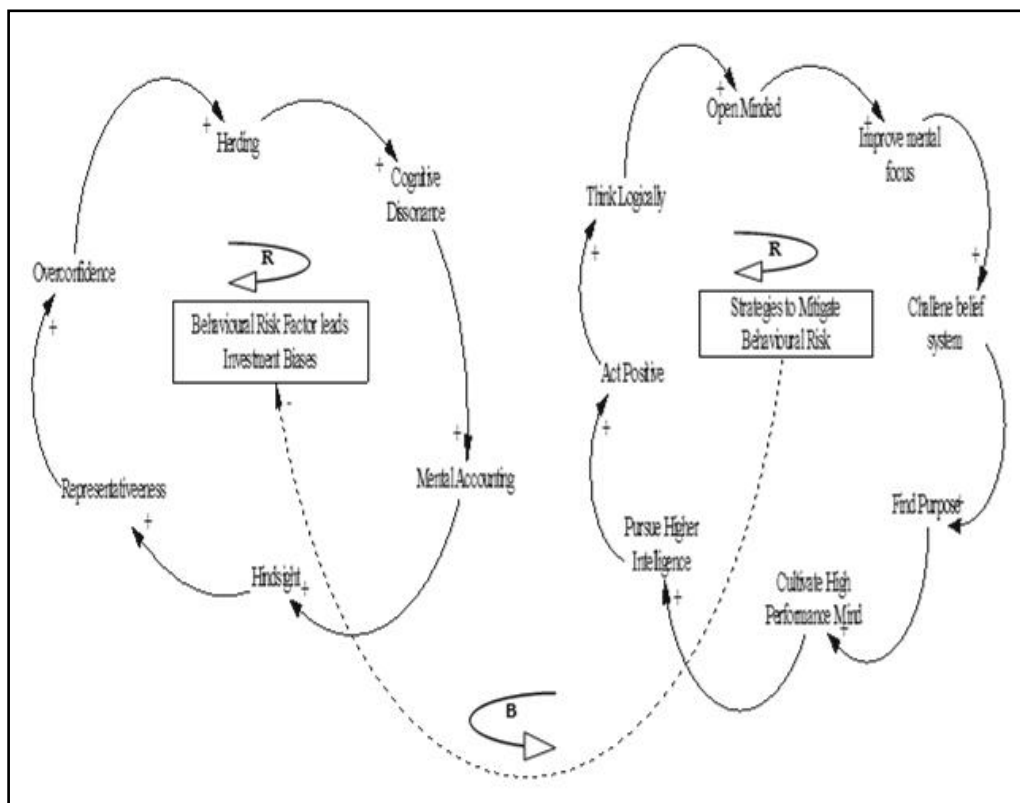 Herding
Cognitive
Dissonance
Overconfidence
R
Behavioural Risk Factor leads
Investment Biases
-
Mental Accounting
Representativeeness
Hindsight
Open Minded
Improve mental
focus
Think Logically
R
Strategies to Mitigate
Behavioural Risk
Challene belief
system
Act Positive
Find Purpose
Pursue Higher
Intelligence
Cultivate High
Performance Mind
B
+
+
+
+
+
+
+
+
+
+
+
+
+
+